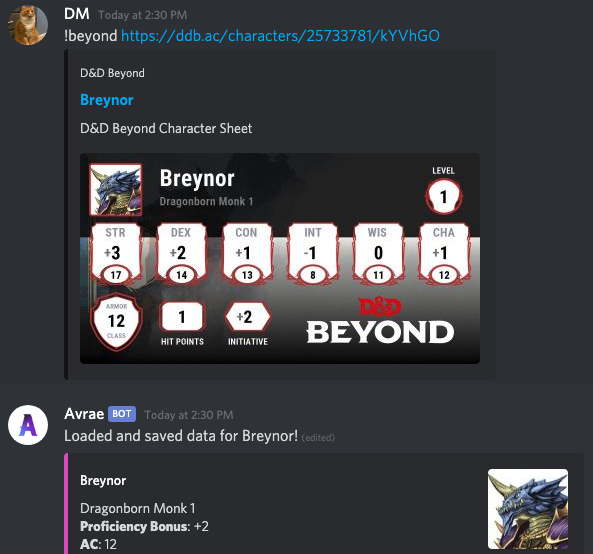 DM Today at 2:30 PM
!beyond https://ddb.ac/characters/25733781/kYVhGO
D&D Beyond
Breynor
D&D Beyond Character Sheet
Breynor
Dragonborn Monk 1
LEVEL
1
STR DEX CON INT WIS CHA
+3 +2 +1 -1 0 +1
17 14 13 8 11 12
ARMOR
12
CLASS
1
HIT POINTS
+2
INITIATIVE
D&D
BEYOND
A
Avrae BOT Today at 2:30 PM
Loaded and saved data for Breynor! (edited)
Breynor
Dragonborn Monk 1
Proficiency Bonus: +2
AC: 12